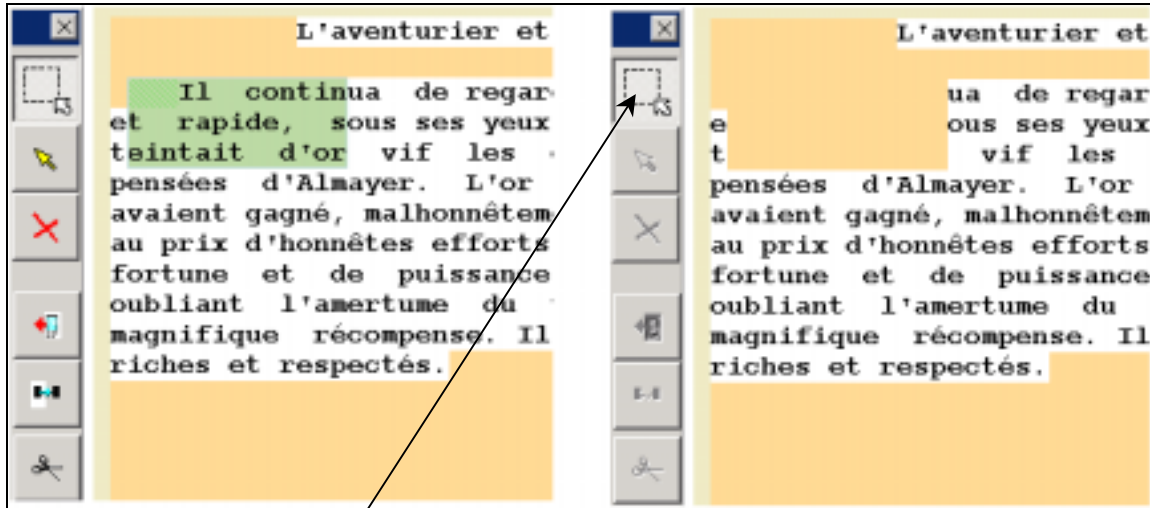 L'aventurier et
Il continua de regar
et rapide, sous ses yeux
teintait d'or vif les
pensées d'Almayer. L'or
avaient gagné, malhonnêtem
au prix d'honnêtes efforts
fortune et de puissance
oubliant l'amertume du
magnifique récompense. Il
riches et respectés.
L'aventurier et
ua de regar
e ous ses yeux
t vif les
pensées d'Almayer. L'or
avaient gagné, malhonnêtem
au prix d'honnêtes efforts
fortune et de puissance
oubliant l'amertume du
magnifique récompense. Il
riches et respectés.